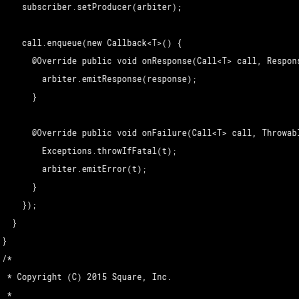 subscriber.setProducer(arbiter);
call.enqueue(new Callback<T>() {
@Override public void onResponse(Call<T> call, Respons
arbiter.emitResponse(response);
}
@Override public void onFailure(Call<T> call, Throwabl
Exceptions.throwIfFatal(t);
arbiter.emitError(t);
}
});
}
}
/*
* Copyright (C) 2015 Square, Inc.
*